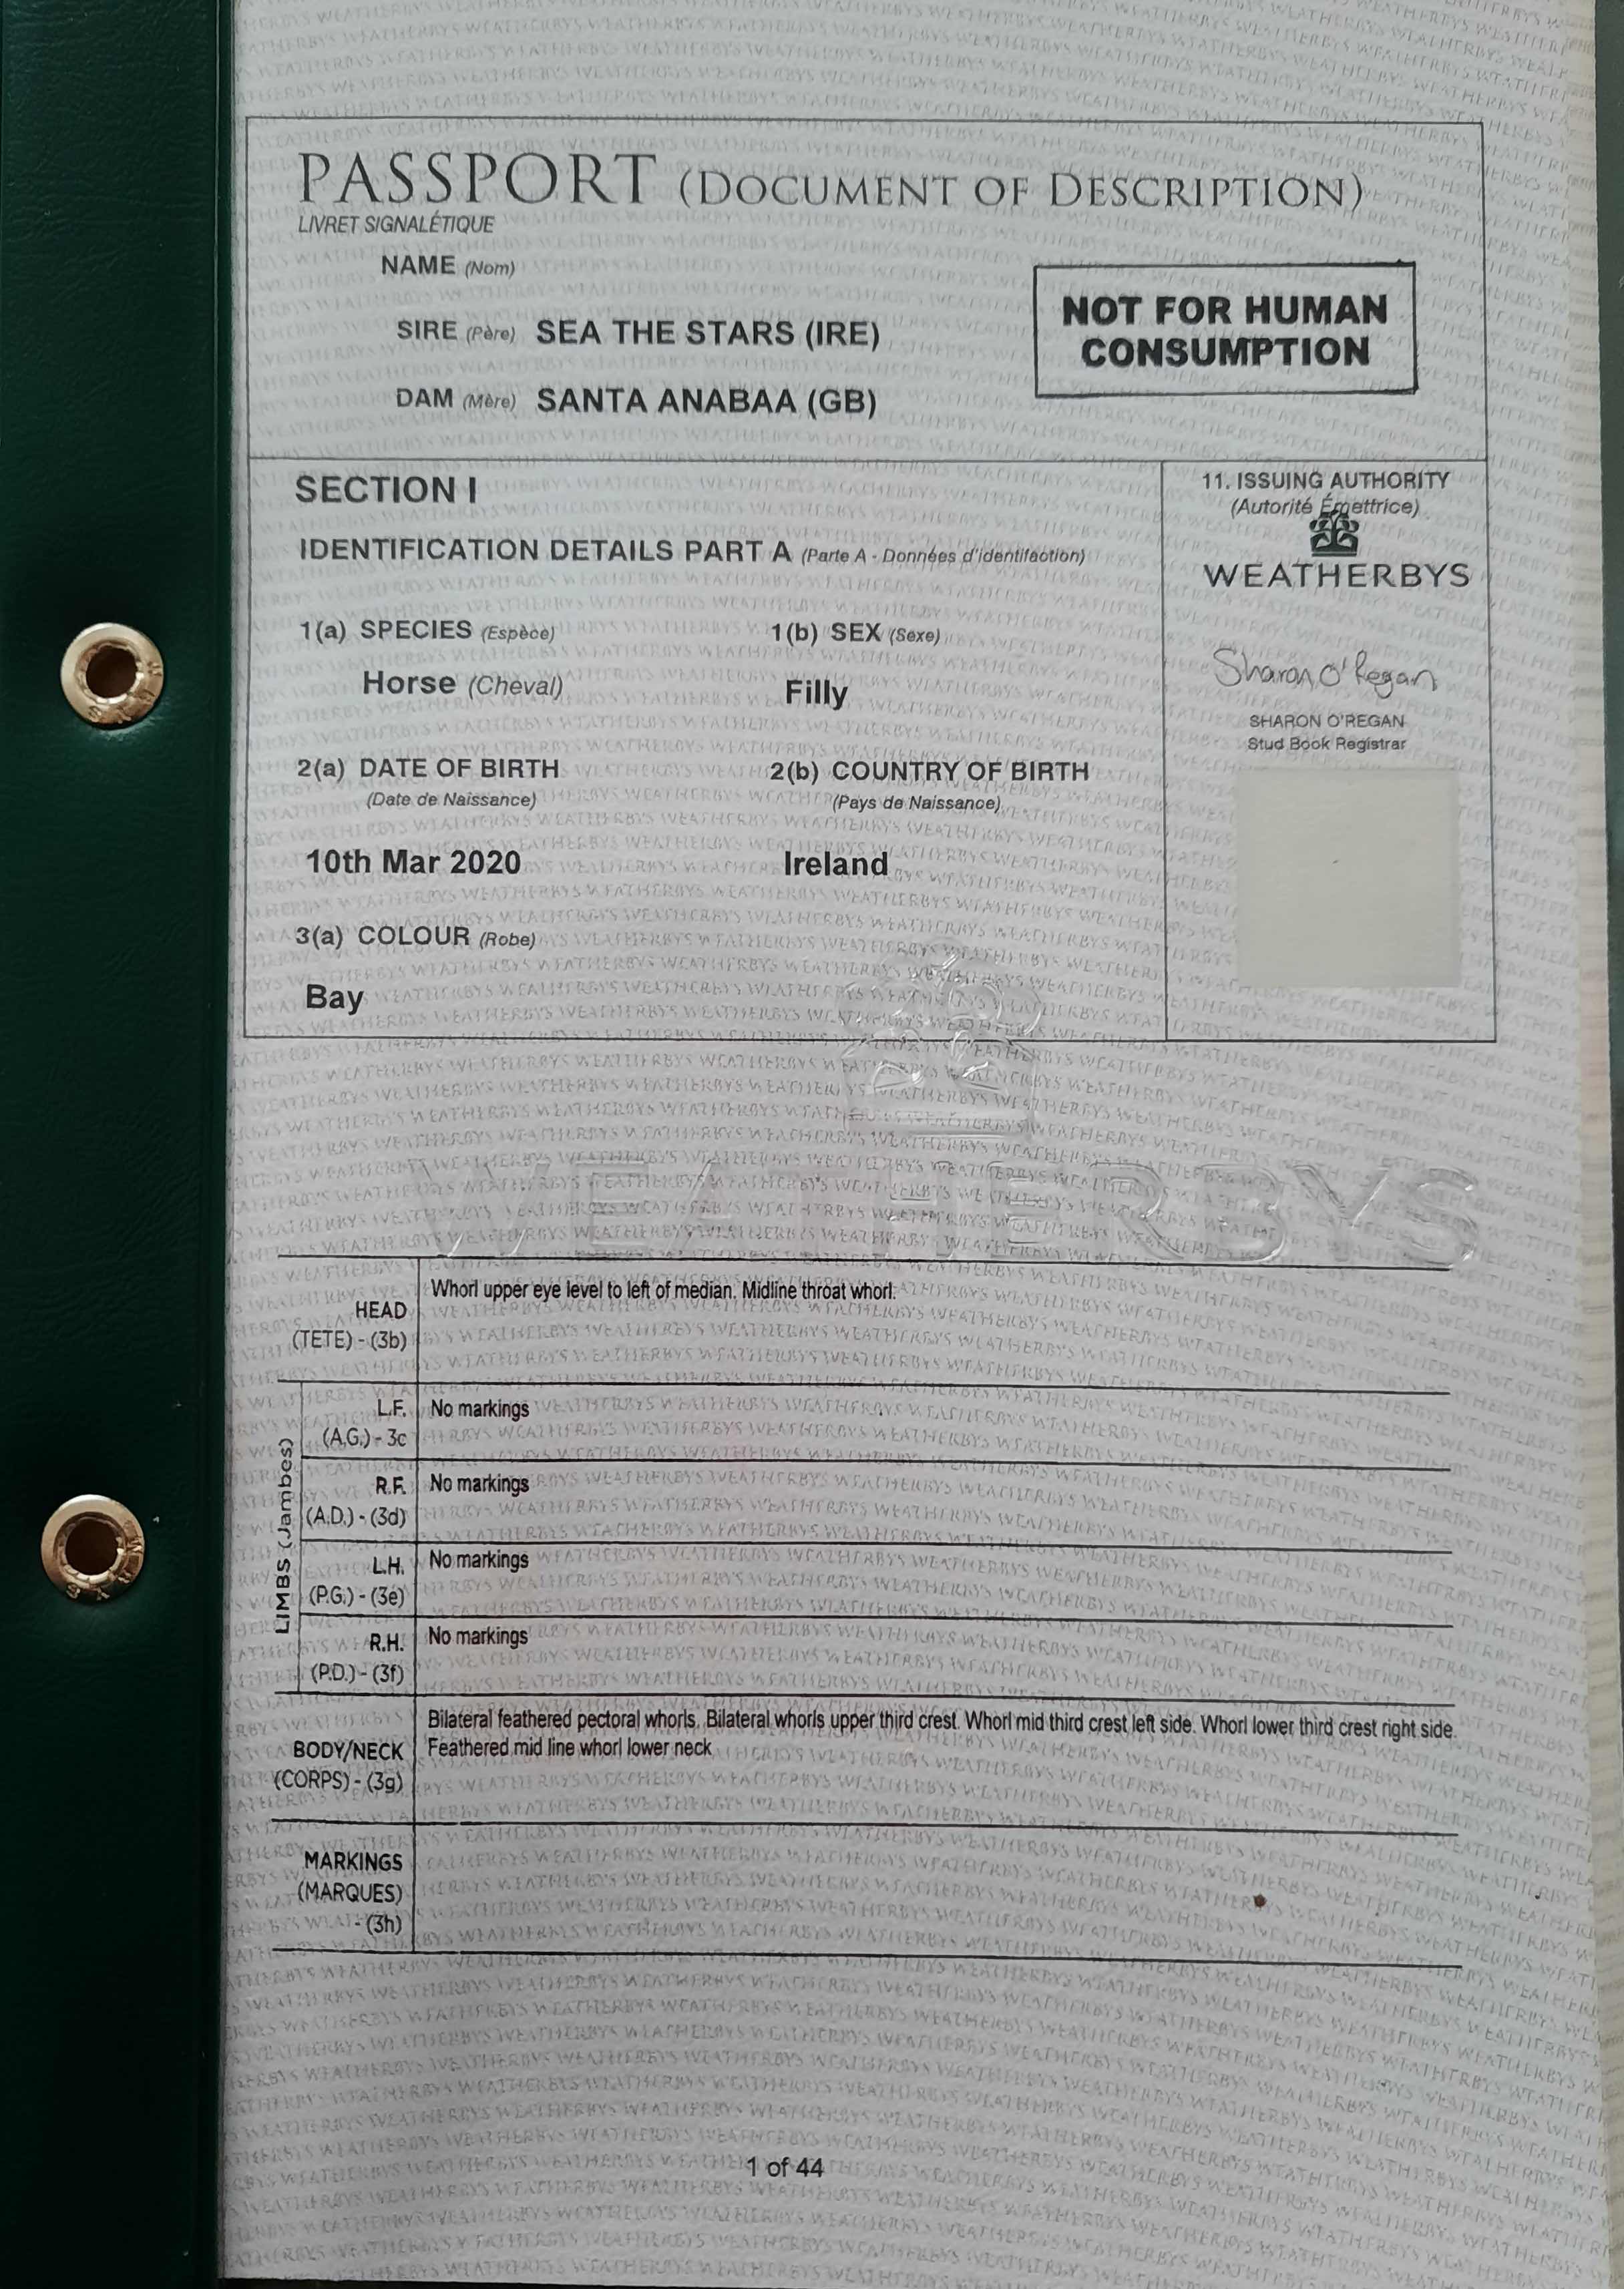 PASSPORT (DOCUMENT OF DESCRIPTION)
LIVRET SIGNALÉTIQUE
NAME (Nom)
SIRE (Père) SEA THE STARS (IRE)
DAM (Mère) SANTA ANABAA (GB)
NOT FOR HUMAN
CONSUMPTION
SECTION I
IDENTIFICATION DETAILS PART A (Parte A - Données d'identifaction)
1(a) SPECIES (Espèce)
Horse (Cheval)
1(b) SEX (Sexe)
Filly
2(a) DATE OF BIRTH
(Date de Naissance)
10th Mar 2020
2(b) COUNTRY OF BIRTH
(Pays de Naissance)
Ireland
3(a) COLOUR (Robe)
Bay
11. ISSUING AUTHORITY
(Autorité Émettrice)
WEATHERBYS
Sharon O'Regan
SHARON O'REGAN
Stud Book Registrar
WEATHERBYS
HEAD
(TETE) - (3b)
Whorl upper eye level to left of median. Midline throat whorl.
LIMBS (Jambes)
L.F.
(A.G.) - 3c
No markings
R.F.
(A.D.) - (3d)
No markings
L.H.
(P.G.) - (3e)
No markings
R.H.
(P.D.) - (3f)
No markings
BODY/NECK
(CORPS) - (3g)
Bilateral feathered pectoral whorls. Bilateral whorls upper third crest. Whorl mid third crest left side. Whorl lower third crest right side.
Feathered mid line whorl lower neck
MARKINGS
(MARQUES)
- (3h)
1 of 44